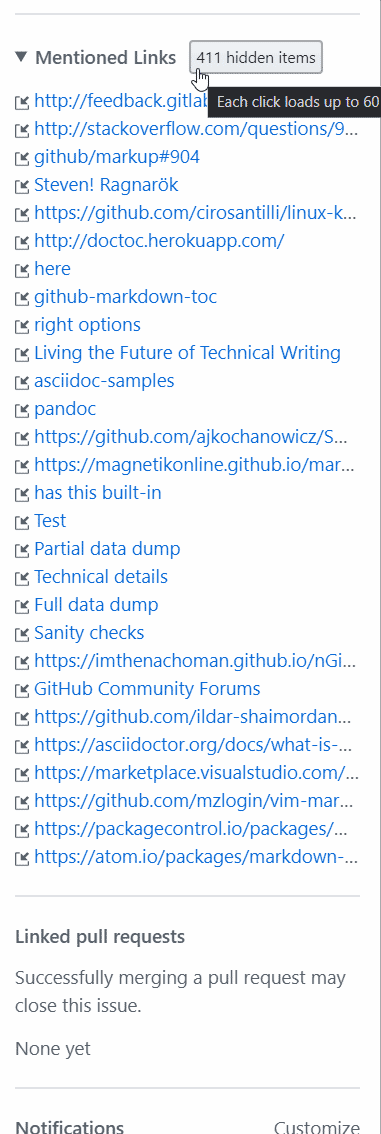 Mentioned Links 411 hidden items
http://feedback.gitlab
Each click loads up to 60
http://stackoverflow.com/questions/9...
github/markup#904
Steven! Ragnarök
https://github.com/cirosantilli/linux-k...
http://doctoc.herokuapp.com/
here
github-markdown-toc
right options
Living the Future of Technical Writing
asciidoc-samples
pandoc
https://github.com/ajkochanowicz/S...
https://magnetikonline.github.io/mar...
has this built-in
Test
Partial data dump
Technical details
Full data dump
Sanity checks
https://imthenachoman.github.io/nGi...
GitHub Community Forums
https://github.com/ildar-shaimordan...
https://asciidoctor.org/docs/what-is-...
https://marketplace.visualstudio.com/...
https://github.com/mzlogin/vim-mar...
https://packagecontrol.io/packages/...
https://atom.io/packages/markdown-...
Linked pull requests
Successfully merging a pull request may
close this issue.
None yet
Notifications Customize